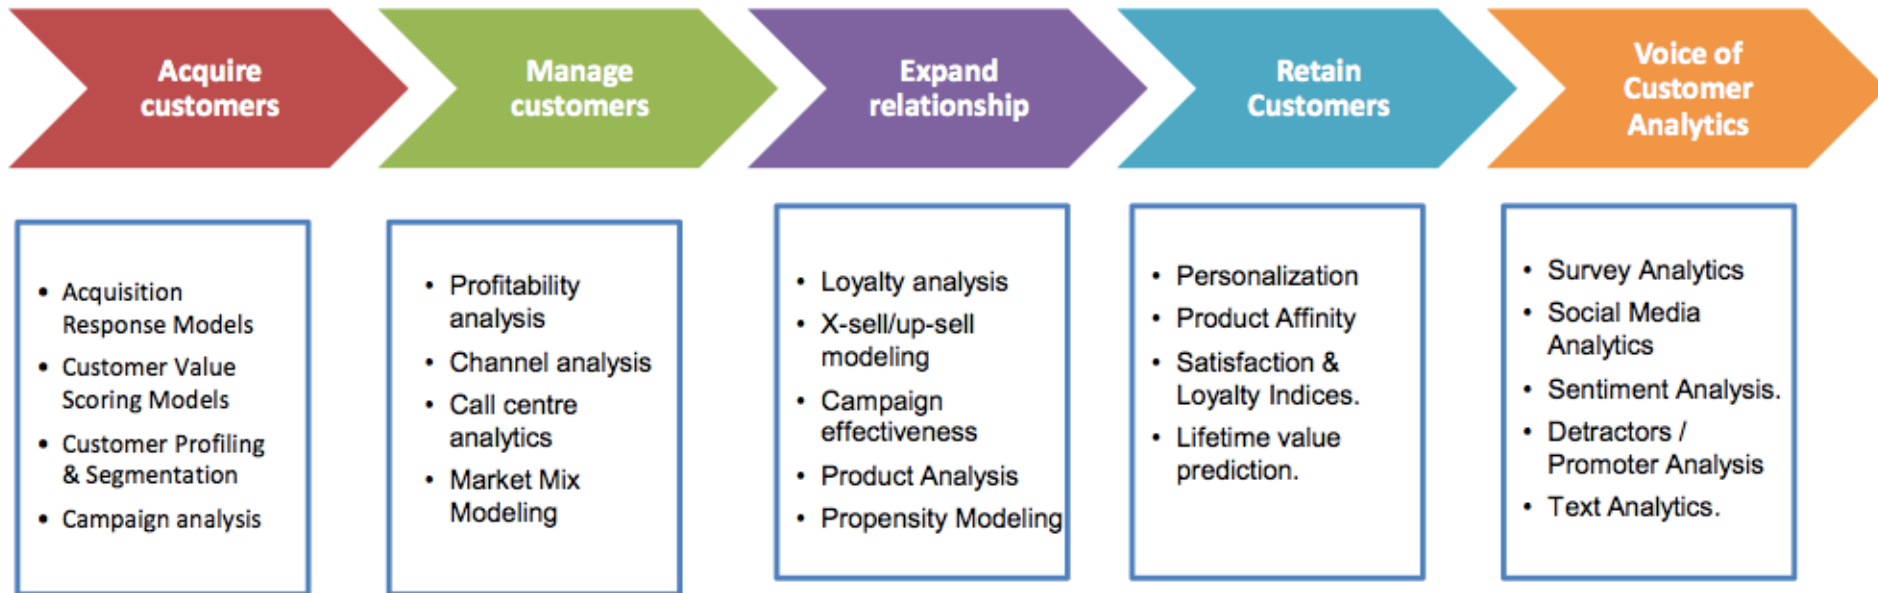 Acquire
customers
Manage
customers
Expand
relationship
Retain
Customers
Voice of
Customer
Analytics
• Acquisition
Response Models
• Customer Value
Scoring Models
• Customer Profiling
& Segmentation
• Campaign analysis
• Profitability
analysis
• Channel analysis
• Call centre
analytics
• Market Mix
Modeling
• Loyalty analysis
• X-sell/up-sell
modeling
• Campaign
effectiveness
• Product Analysis
• Propensity Modeling
• Personalization
• Product Affinity
• Satisfaction &
Loyalty Indices.
• Lifetime value
prediction.
• Survey Analytics
• Social Media
Analytics
• Sentiment Analysis.
• Detractors /
Promoter Analysis
• Text Analytics.